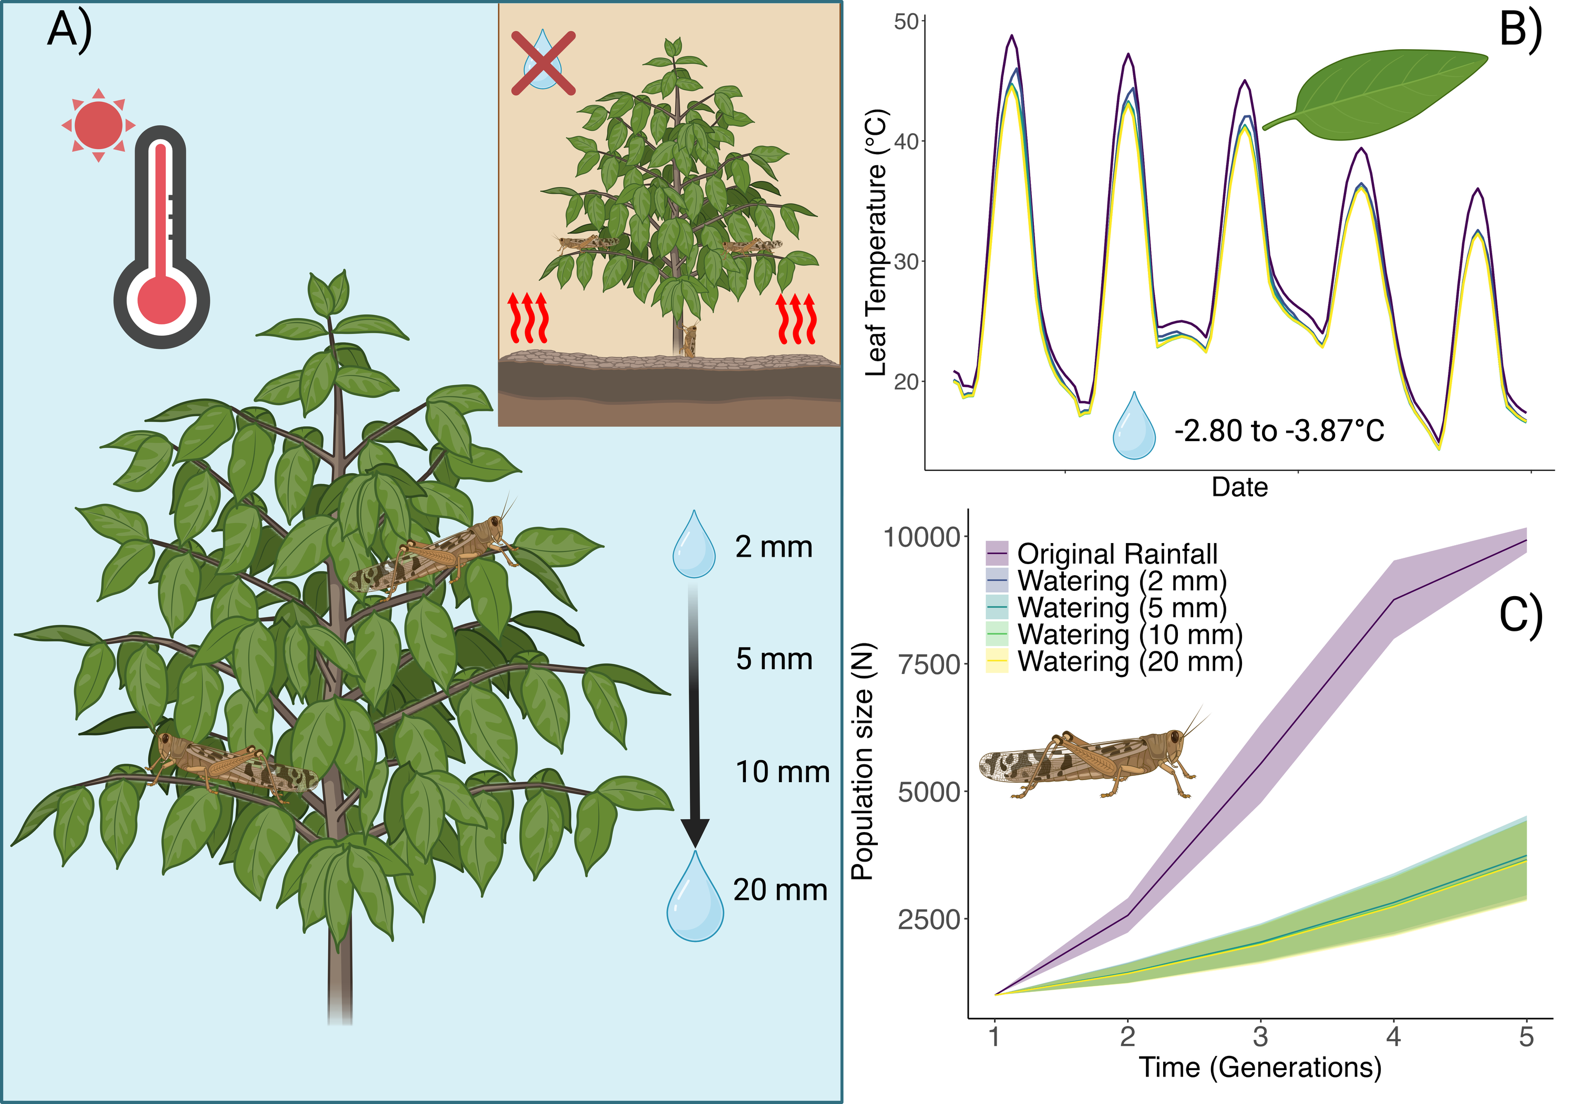 A)
2 mm
5 mm
10 mm
20 mm
B)
Leaf Temperature (°C)
50
40
30
20
-2.80 to -3.87°C
Date
C)
Population size (N)
10000
7500
5000
2500
Original Rainfall
Watering (2 mm)
Watering (5 mm)
Watering (10 mm)
Watering (20 mm)
1 2 3 4 5
Time (Generations)